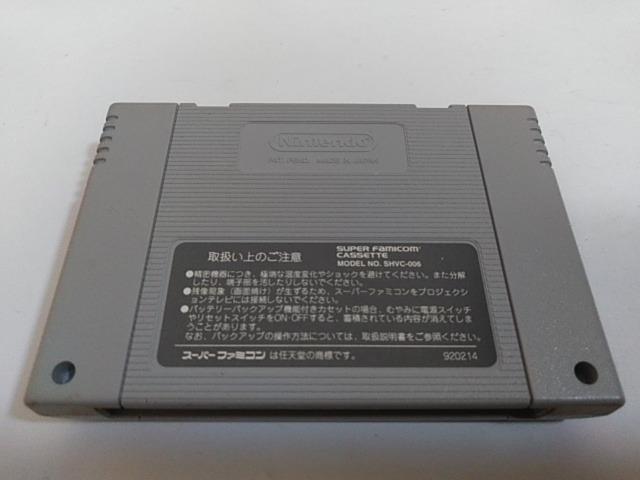 Nintendo
PAT. PEND. MADE IN JAPAN
取扱い上のご注意
SUPER FAMICOM
CASSETTE
MODEL NO. SHVC-006
●精密機器につき、極端な温度変化やショックを避けてください。また分解
したり、端子部を汚したりしないでください。
●残像現象（画面焼け）が生ずるため、スーパーファミコンをプロジェクシ
ョンテレビには接続しないでください。
●バッテリーバックアップ機能付きカセットの場合、むやみに電源スイッチ
やリセットスイッチをON・OFFすると、蓄積されている内容が消えてしま
うことがあります。
なお、バックアップの操作方法については、取扱説明書をご参照ください。
スーパーファミコン は任天堂の商標です。
920214